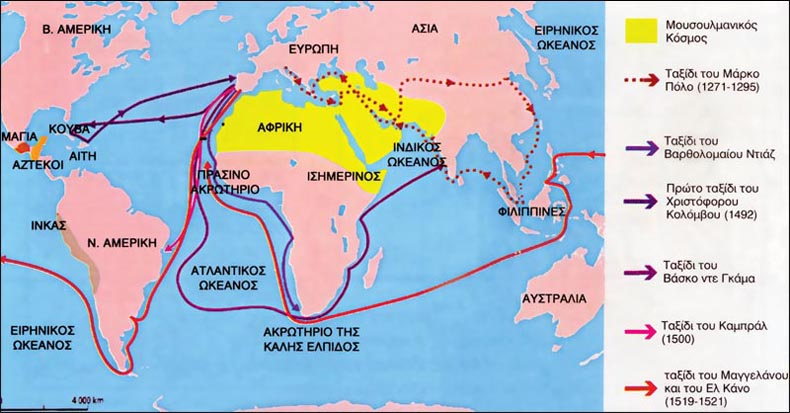 Β. ΑΜΕΡΙΚΗ
ΕΥΡΩΠΗ
ΑΣΙΑ
ΕΙΡΗΝΙΚΟΣ
ΩΚΕΑΝΟΣ
ΜΑΓΙΑ
ΚΟΥΒΑ
ΑΖΤΕΚΟΙ
ΑΪΤΗ
ΑΦΡΙΚΗ
ΙΝΔΙΚΟΣ
ΩΚΕΑΝΟΣ
ΠΡΑΣΙΝΟ
ΑΚΡΩΤΗΡΙΟ
ΙΣΗΜΕΡΙΝΟΣ
ΦΙΛΙΠΠΙΝΕΣ
ΙΝΚΑΣ
Ν. ΑΜΕΡΙΚΗ
ΑΤΛΑΝΤΙΚΟΣ
ΩΚΕΑΝΟΣ
ΑΥΣΤΡΑΛΙΑ
ΕΙΡΗΝΙΚΟΣ
ΩΚΕΑΝΟΣ
ΑΚΡΩΤΗΡΙΟ ΤΗΣ
ΚΑΛΗΣ ΕΛΠΙΔΟΣ
4 000 km
Μουσουλμανικός
Κόσμος
Ταξίδι του Μάρκο
Πόλο (1271-1295)
Ταξίδι του
Βαρθολομαίου Ντιάζ
Πρώτο ταξίδι του
Χριστόφορου
Κολόμβου (1492)
Ταξίδι του
Βάσκο ντε Γκάμα
Ταξίδι του Καμπράλ
(1500)
ταξίδι του Μαγγελάνου
και του Ελ Κάνο
(1519-1521)